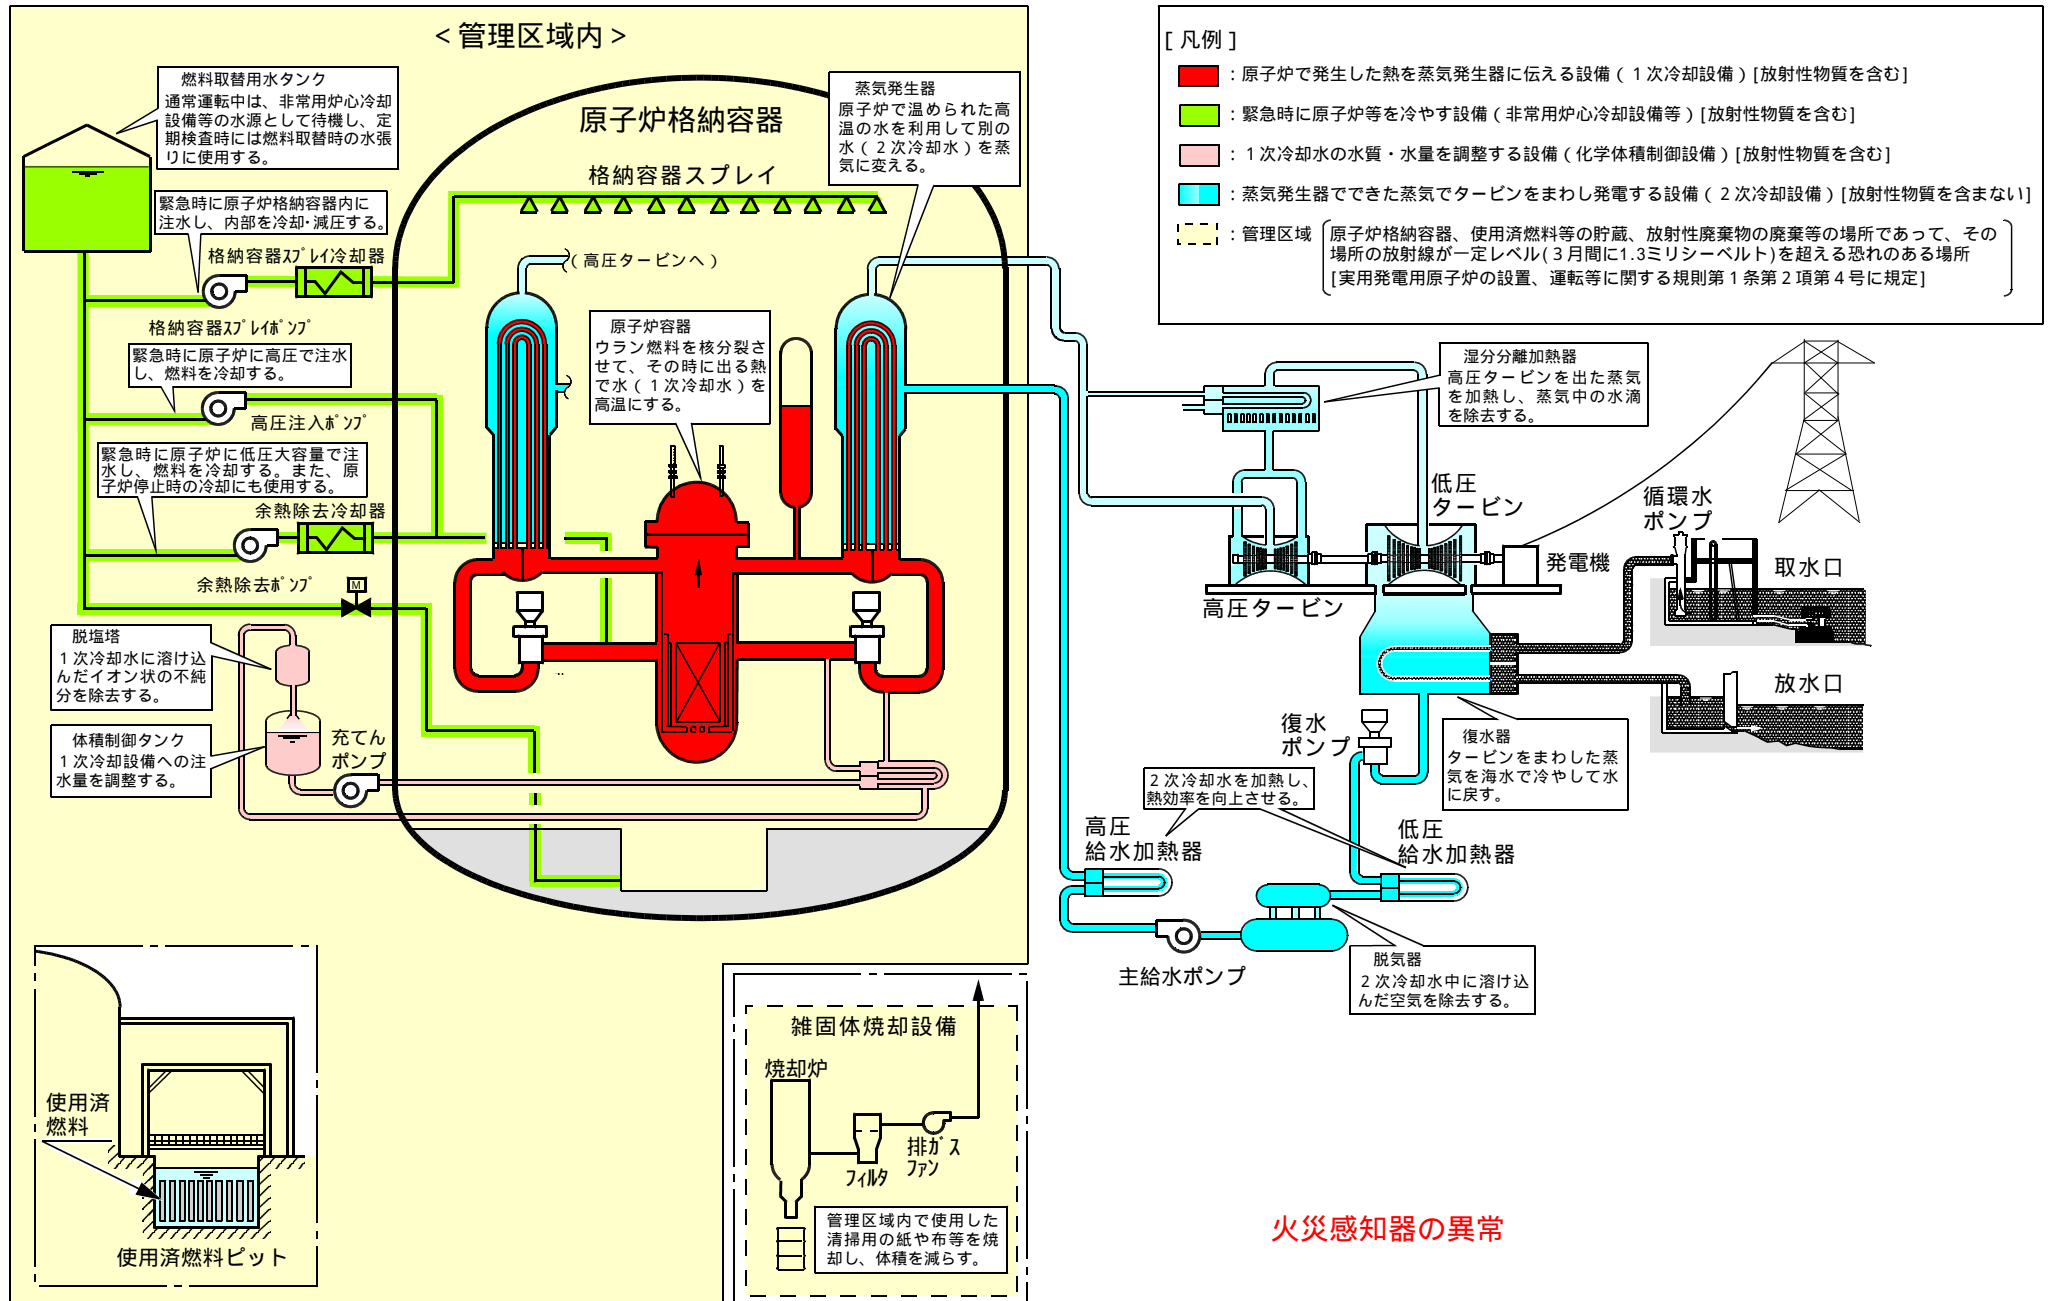 ＜管理区域内＞
燃料取替用水タンク
通常運転中は、非常用炉心冷却
設備等の水源として待機し、定
期検査時には燃料取替時の水張
りに使用する。
原子炉格納容器
格納容器スプレイ
蒸気発生器
原子炉で温められた高
温の水を利用して別の
水（２次冷却水）を蒸
気に変える。
緊急時に原子炉格納容器内に
注水し、内部を冷却･減圧する。
格納容器ｽﾌﾟﾚｲ冷却器
（高圧タービンへ）
格納容器ｽﾌﾟﾚｲﾎﾟﾝﾌﾟ
原子炉容器
ウラン燃料を核分裂さ
せて、その時に出る熱
で水（１次冷却水）を
高温にする。
緊急時に原子炉に高圧で注水
し、燃料を冷却する。
高圧注入ﾎﾟﾝﾌﾟ
緊急時に原子炉に低圧大容量で注
水し、燃料を冷却する。また、原
子炉停止時の冷却にも使用する。
余熱除去冷却器
余熱除去ﾎﾟﾝﾌﾟ
M
脱塩塔
１次冷却水に溶け込
んだイオン状の不純
分を除去する。
体積制御タンク
１次冷却設備への注
水量を調整する。
充てん
ポンプ
[凡例]
：原子炉で発生した熱を蒸気発生器に伝える設備（１次冷却設備）[放射性物質を含む]
：緊急時に原子炉等を冷やす設備（非常用炉心冷却設備等）[放射性物質を含む]
：１次冷却水の水質・水量を調整する設備（化学体積制御設備）[放射性物質を含む]
：蒸気発生器でできた蒸気でタービンをまわし発電する設備（２次冷却設備）[放射性物質を含まない]
：管理区域
原子炉格納容器、使用済燃料等の貯蔵、放射性廃棄物の廃棄等の場所であって、その
場所の放射線が一定レベル(３月間に1.3ミリシーベルト)を超える恐れのある場所
[実用発電用原子炉の設置、運転等に関する規則第１条第２項第４号に規定]
湿分分離加熱器
高圧タービンを出た蒸気
を加熱し、蒸気中の水滴
を除去する。
低圧
タービン
循環水
ポンプ
発電機
取水口
高圧タービン
放水口
復水
ポンプ
復水器
タービンをまわした蒸
気を海水で冷やして水
に戻す。
２次冷却水を加熱し、
熱効率を向上させる。
高圧
給水加熱器
低圧
給水加熱器
主給水ポンプ
脱気器
２次冷却水中に溶け込
んだ空気を除去する。
使用済
燃料
使用済燃料ピット
雑固体焼却設備
焼却炉
ﾌｨﾙﾀ
排ｶﾞｽ
ﾌｧﾝ
管理区域内で使用した
清掃用の紙や布等を焼
却し、体積を減らす。
火災感知器の異常